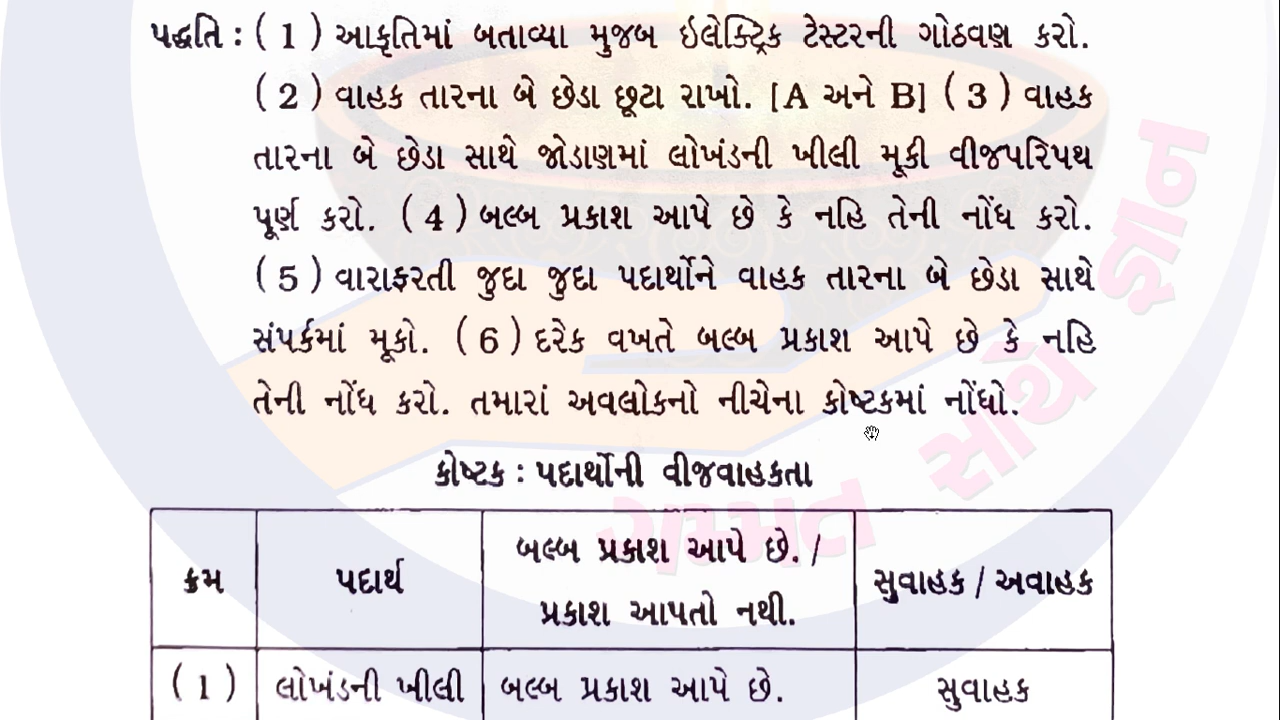 પદ્ધતિ : ( 1 ) આકૃતિમાં બતાવ્યા મુજબ ઇલેક્ટ્રિક ટેસ્ટરની ગોઠવણ કરો.
( 2 ) વાહક તારના બે છેડા છૂટા રાખો. [A અને B] ( 3 ) વાહક
તારના બે છેડા સાથે જોડાણમાં લોખંડની ખીલી મૂકી વીજપરિપથ
પૂર્ણ કરો. ( 4 ) બલ્બ પ્રકાશ આપે છે કે નહિ તેની નોંધ કરો.
( 5 ) વારાફરતી જુદા જુદા પદાર્થોને વાહક તારના બે છેડા સાથે
સંપર્કમાં મૂકો. ( 6 ) દરેક વખતે બલ્બ પ્રકાશ આપે છે કે નહિ
તેની નોંધ કરો. તમારાં અવલોકનો નીચેના કોષ્ટકમાં નોંધો.
કોષ્ટક : પદાર્થોની વીજવાહકતા
ક્રમ પદાર્થ બલ્બ પ્રકાશ આપે છે. / પ્રકાશ આપતો નથી. સુવાહક / અવાહક
( 1 ) લોખંડની ખીલી બલ્બ પ્રકાશ આપે છે. સુવાહક
ગમ્મત સાથે જ્ઞાન